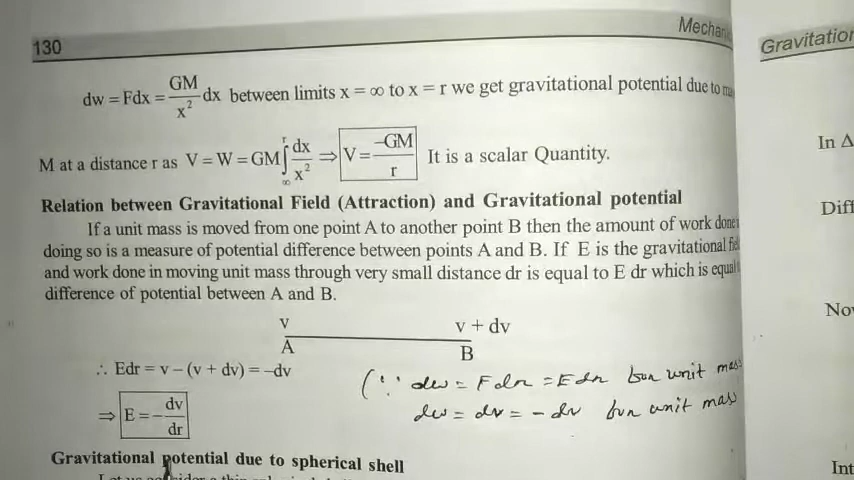 130
Mechan
dw = Fdx = GM/x² dx between limits x = ∞ to x = r we get gravitational potential due to
M at a distance r as V = W = GM ∫∞^r dx/x² ⇒ V = –GM/r It is a scalar Quantity.
Relation between Gravitational Field (Attraction) and Gravitational potential
If a unit mass is moved from one point A to another point B then the amount of work done
doing so is a measure of potential difference between points A and B. If E is the gravitational
and work done in moving unit mass through very small distance dr is equal to E dr which is equal
difference of potential between A and B.
V v + dv
A B
∴ Edr = v – (v + dv) = –dv
(∵ dw = Fdr = Edr for unit mass
⇒ E = – dv/dr
dw = dv = – dv for unit mass
Gravitational potential due to spherical shell
Gravitation
In Δ
Diff
Nov
Int